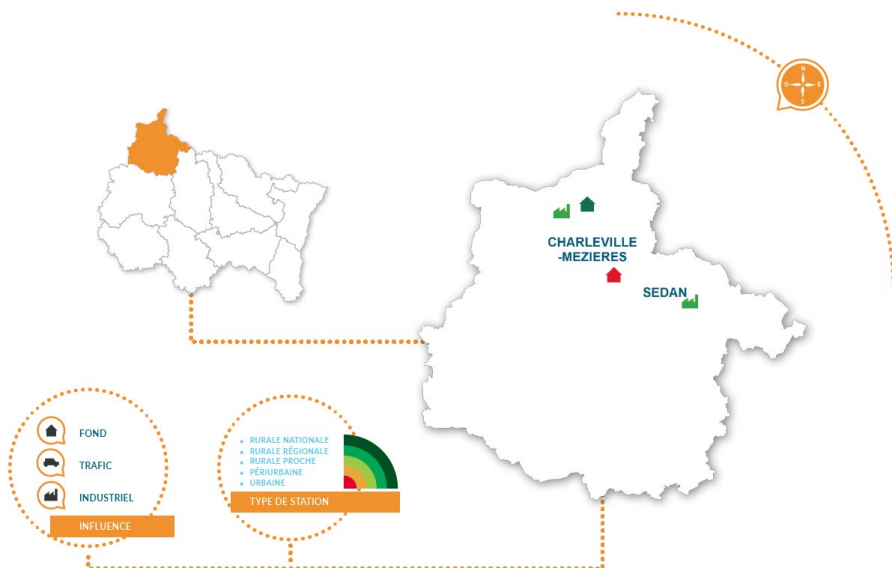 N
O
E
S
CHARLEVILLE
-MEZIERES
SEDAN
FOND
TRAFIC
INDUSTRIEL
INFLUENCE
• RURALE NATIONALE
• RURALE RÉGIONALE
• RURALE PROCHE
• PÉRIURBAINE
• URBAINE
TYPE DE STATION